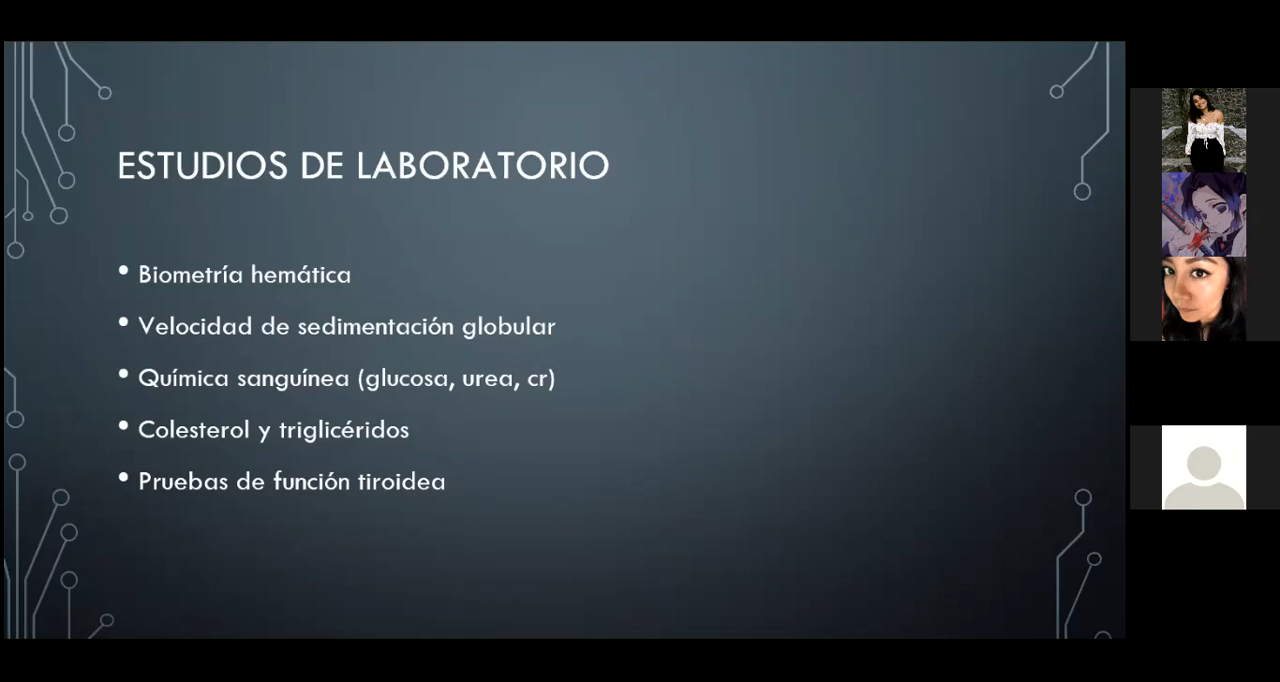 ESTUDIOS DE LABORATORIO
• Biometría hemática
• Velocidad de sedimentación globular
• Química sanguínea (glucosa, urea, cr)
• Colesterol y triglicéridos
• Pruebas de función tiroidea